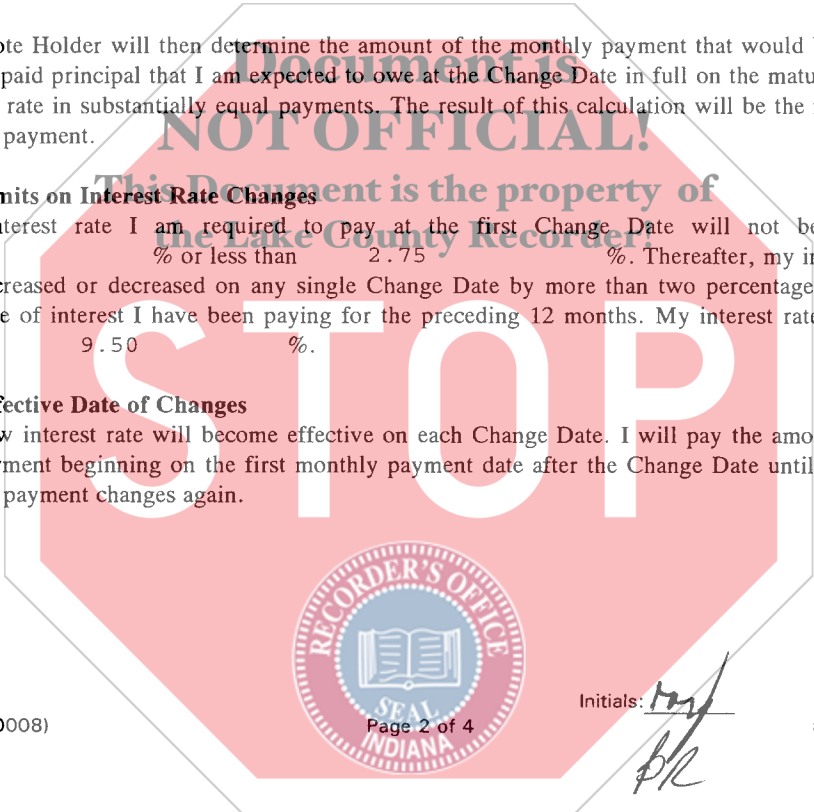 ote Holder will then determine the amount of the monthly payment that would
paid principal that I am expected to owe at the Change Date in full on the matu
rate in substantially equal payments. The result of this calculation will be the
payment.
Document is
NOT OFFICIAL!
This Document is the property of
the Lake County Recorder!
mits on Interest Rate Changes
nterest rate I am required to pay at the first Change Date will not be
% or less than 2.75 %. Thereafter, my in
creased or decreased on any single Change Date by more than two percentage
e of interest I have been paying for the preceding 12 months. My interest rate
9.50 %.
fective Date of Changes
w interest rate will become effective on each Change Date. I will pay the amo
ment beginning on the first monthly payment date after the Change Date until
payment changes again.
STOP
RECORDER'S OFFICE
SEAL
INDIANA
Initials:
0008)
Page 2 of 4
BR